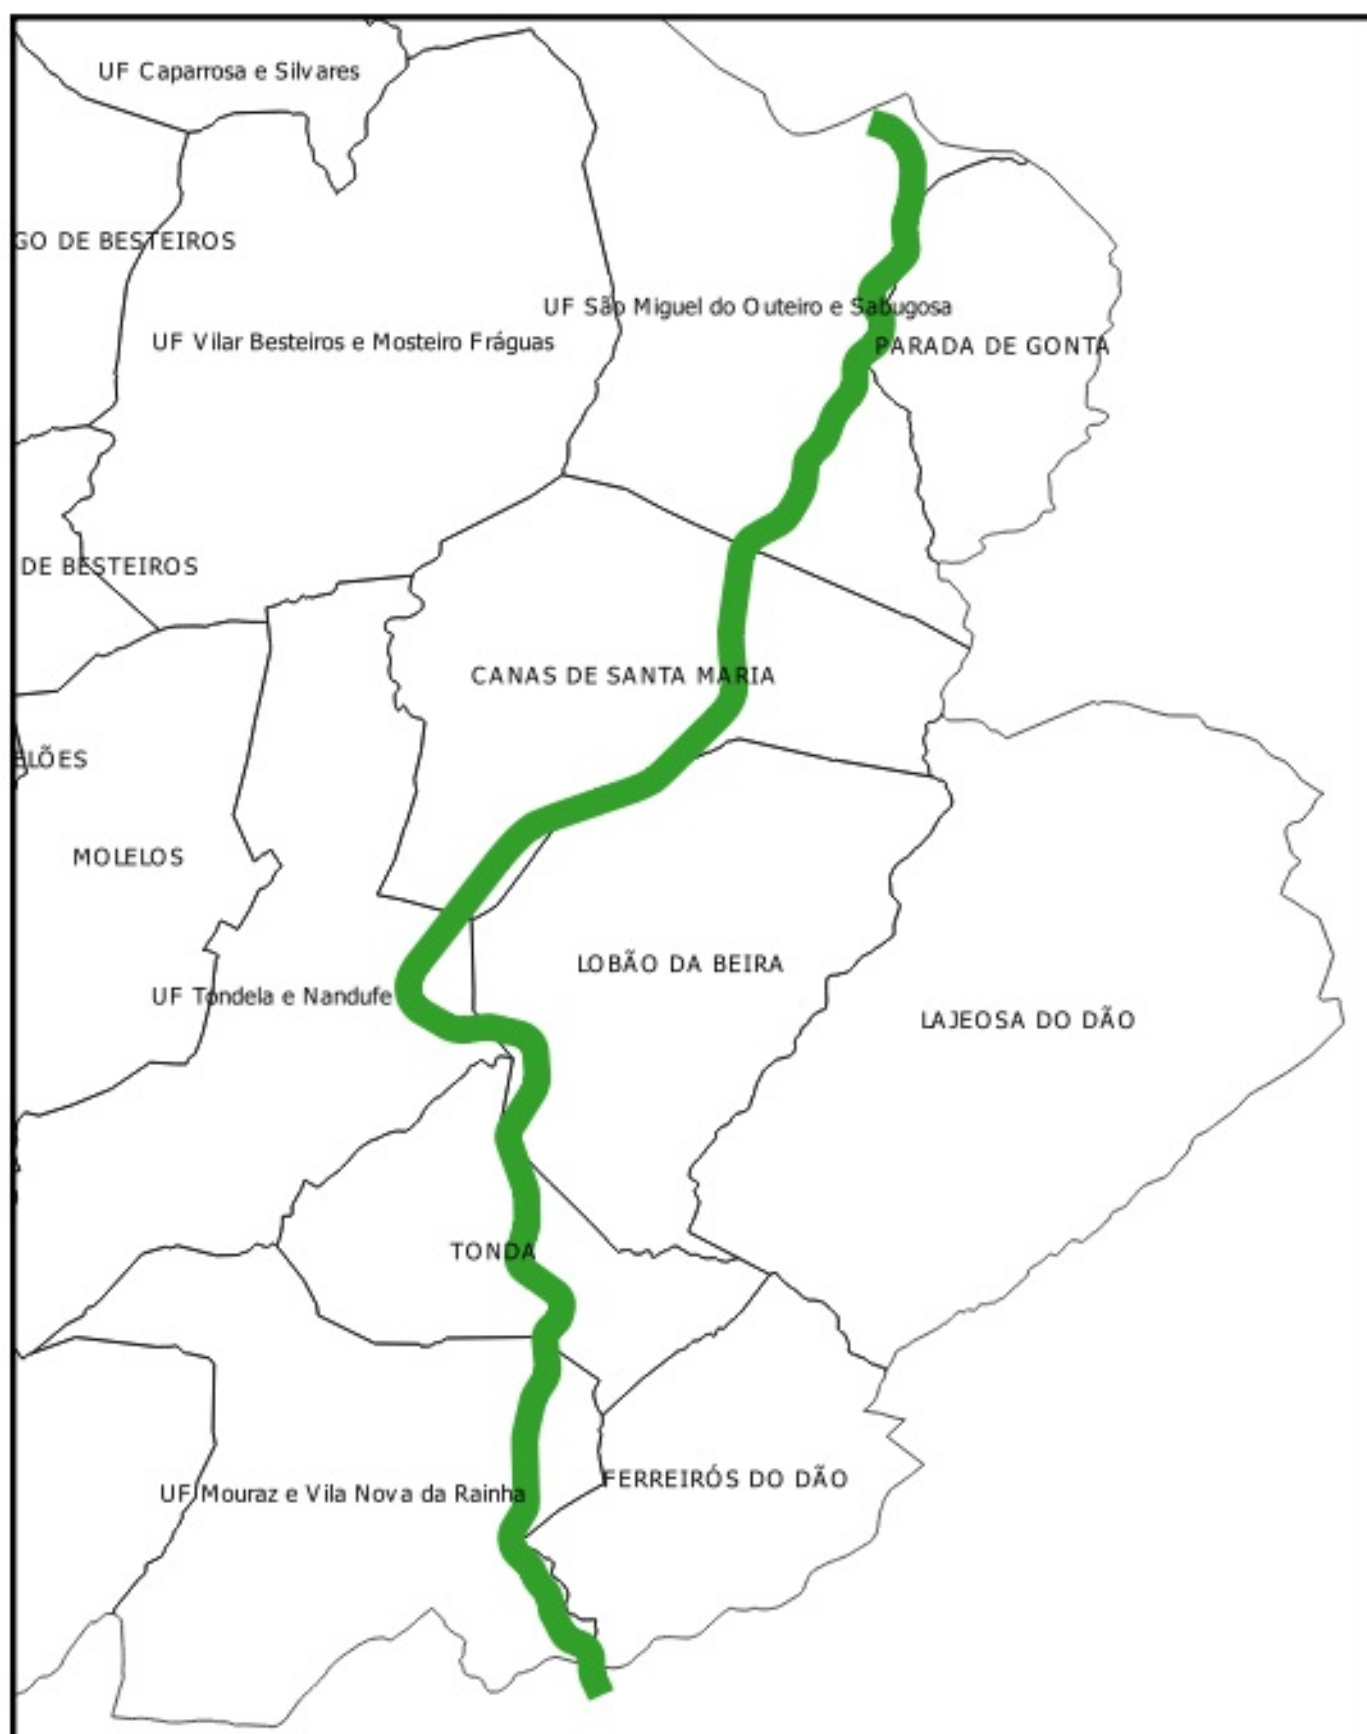 UF Caparrosa e Silvares
GO DE BESTEIROS
UF São Miguel do Outeiro e Sabugosa
UF Vilar Besteiros e Mosteiro Fráguas
PARADA DE GONTA
DE BESTEIROS
CANAS DE SANTA MARIA
ELÕES
MOLELOS
LOBÃO DA BEIRA
UF Tondela e Nandufe
LAJEOSA DO DÃO
TONDA
FERREIRÓS DO DÃO
UF Mouraz e Vila Nova da Rainha